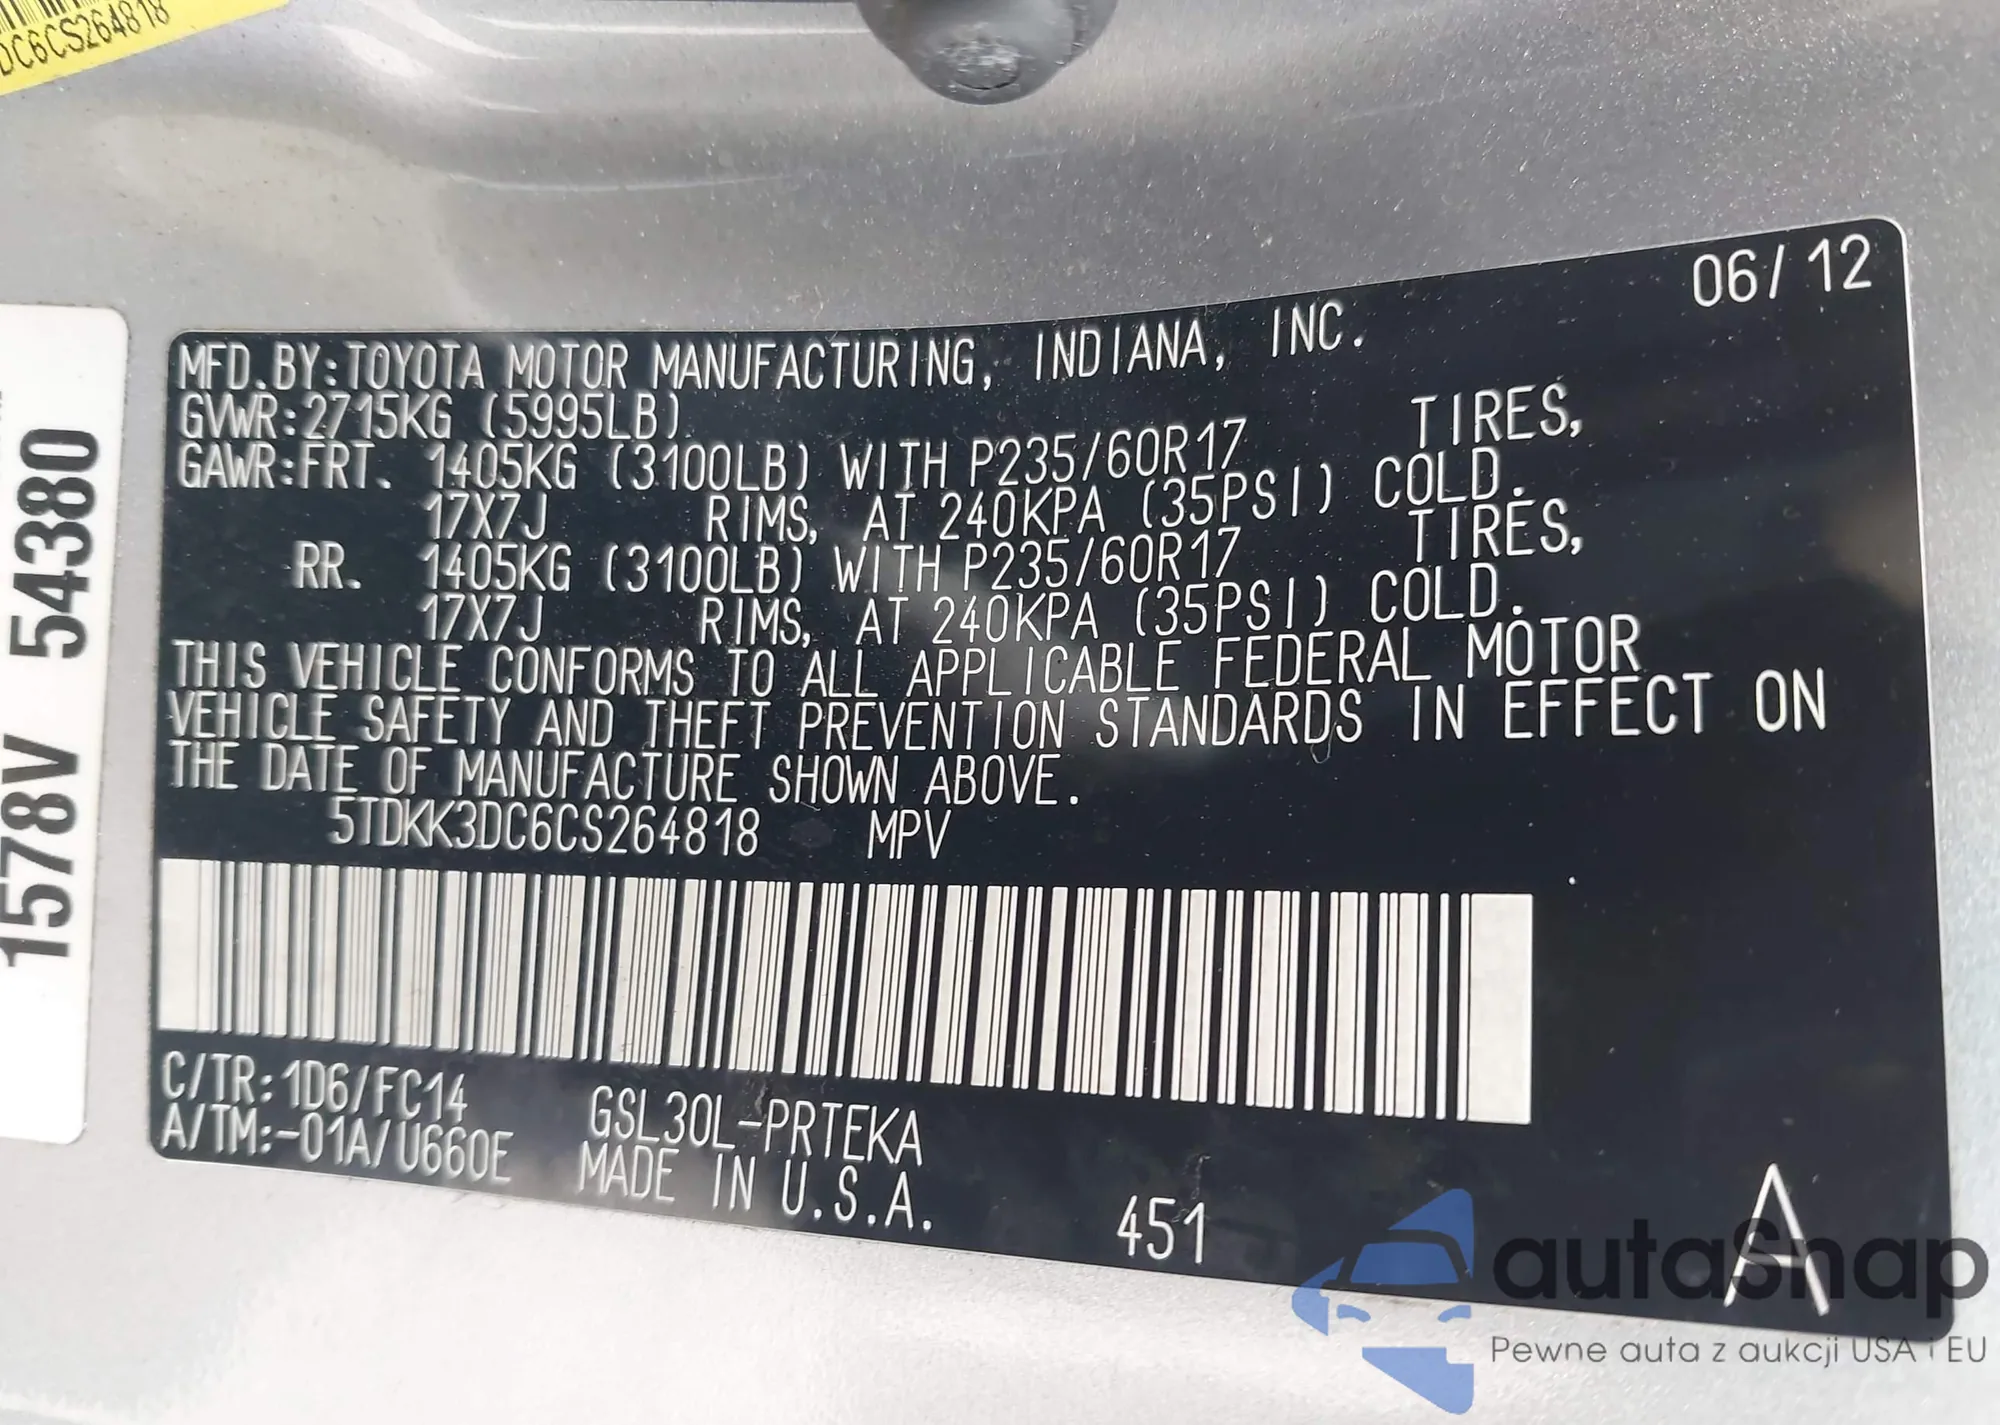 DC6CS264818
1578V 54380
06/12
MFD.BY:TOYOTA MOTOR MANUFACTURING, INDIANA, INC.
GVWR:2715KG (5995LB)
GAWR:FRT. 1405KG (3100LB) WITH P235/60R17 TIRES,
17X7J RIMS, AT 240KPA (35PSI) COLD.
RR. 1405KG (3100LB) WITH P235/60R17 TIRES,
17X7J RIMS, AT 240KPA (35PSI) COLD.
THIS VEHICLE CONFORMS TO ALL APPLICABLE FEDERAL MOTOR
VEHICLE SAFETY AND THEFT PREVENTION STANDARDS IN EFFECT ON
THE DATE OF MANUFACTURE SHOWN ABOVE.
5TDKK3DC6CS264818 MPV
C/TR:1D6/FC14 GSL30L-PRTEKA
A/TM:-01A/U660E MADE IN U.S.A.
451 A
autoSnap
Pewne auta z aukcji USA i EU